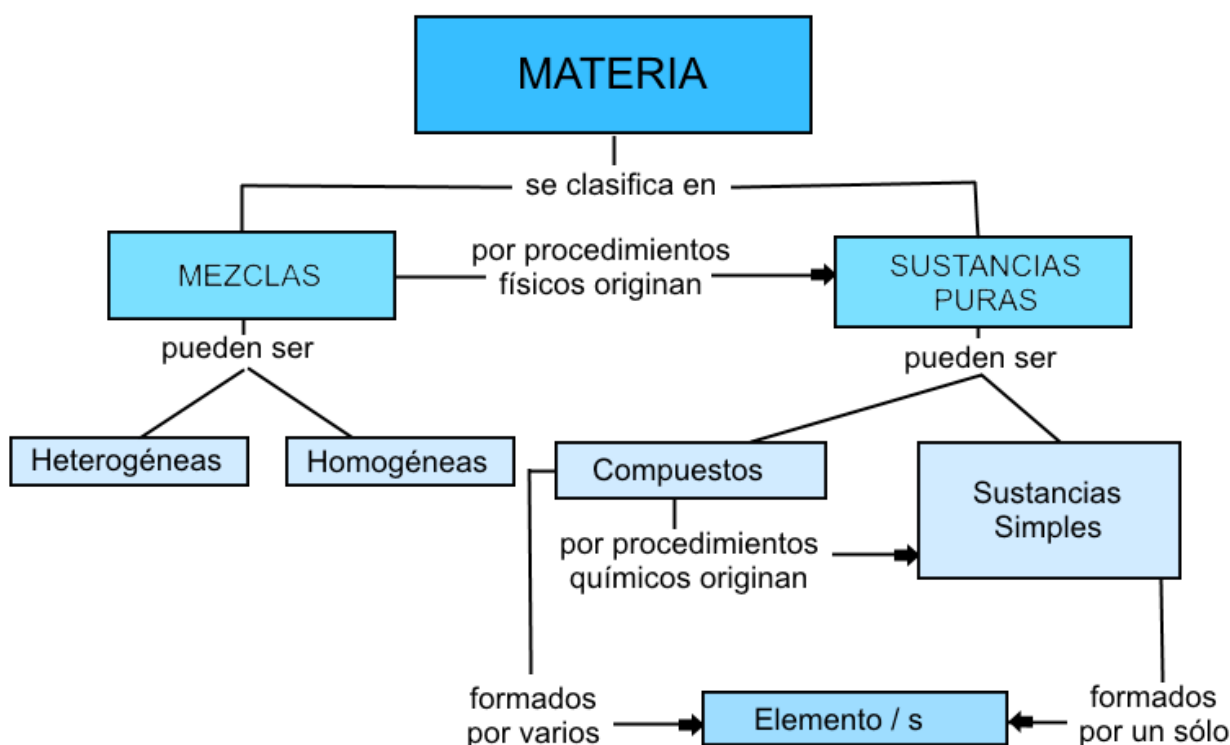 MATERIA
se clasifica en
MEZCLAS
por procedimientos
físicos originan
SUSTANCIAS
PURAS
pueden ser
pueden ser
Heterogéneas
Homogéneas
Compuestos
Sustancias
Simples
por procedimientos
químicos originan
formados
por varios
Elemento / s
formados
por un sólo